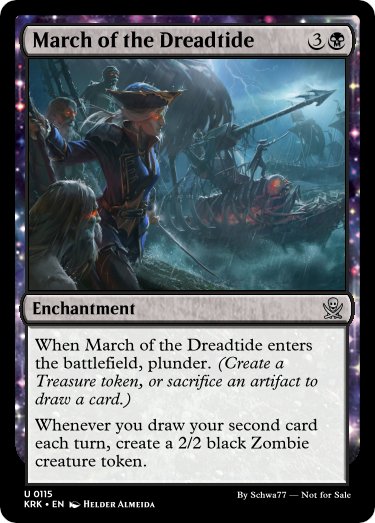 March of the Dreadtide 3
Enchantment
When March of the Dreadtide enters
the battlefield, plunder. (Create a
Treasure token, or sacrifice an artifact to
draw a card.)
Whenever you draw your second card
each turn, create a 2/2 black Zombie
creature token.
U 0115
KRK • EN Helder Almeida
By Schwa77 — Not for Sale